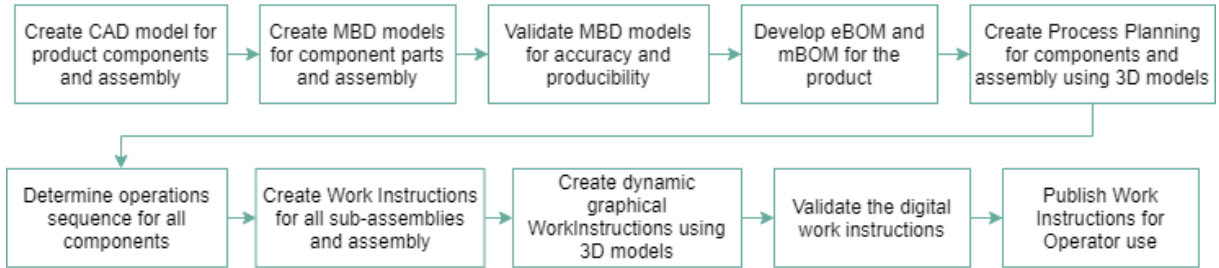 Create CAD model for
product components
and assembly
Create MBD models
for component parts
and assembly
Validate MBD models
for accuracy and
producibility
Develop eBOM and
mBOM for the
product
Create Process Planning
for components and
assembly using 3D models
Determine operations
sequence for all
components
Create Work Instructions
for all sub-assemblies
and assembly
Create dynamic
graphical
WorkInstructions using
3D models
Validate the digital
work instructions
Publish Work
Instructions for
Operator use